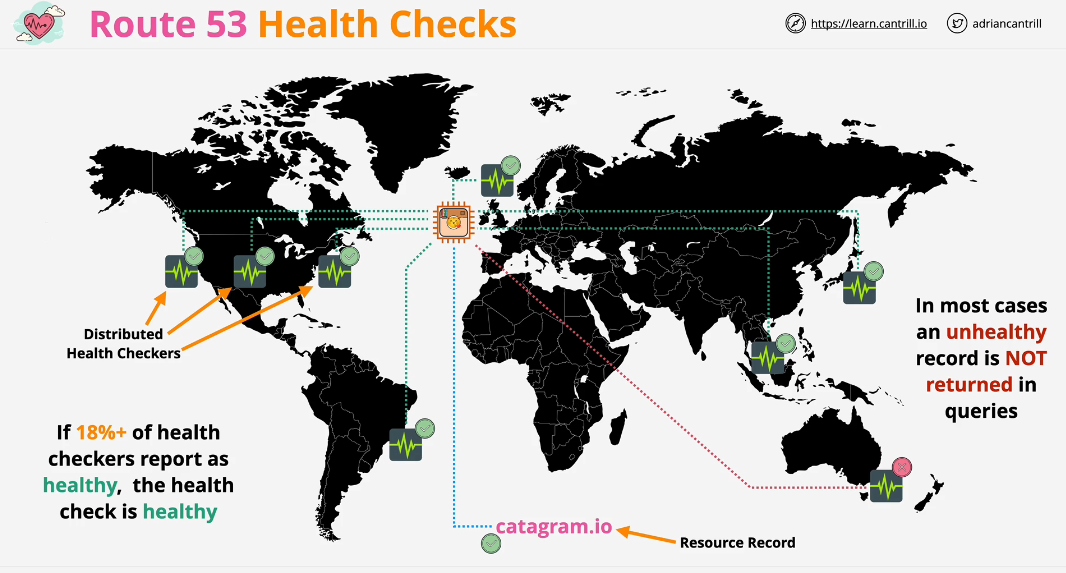 Route 53 Health Checks
https://learn.cantrill.io
adriancantrill
Distributed
Health Checkers
In most cases
an unhealthy
record is NOT
returned in
queries
If 18%+ of health
checkers report as
healthy, the health
check is healthy
catagram.io
Resource Record